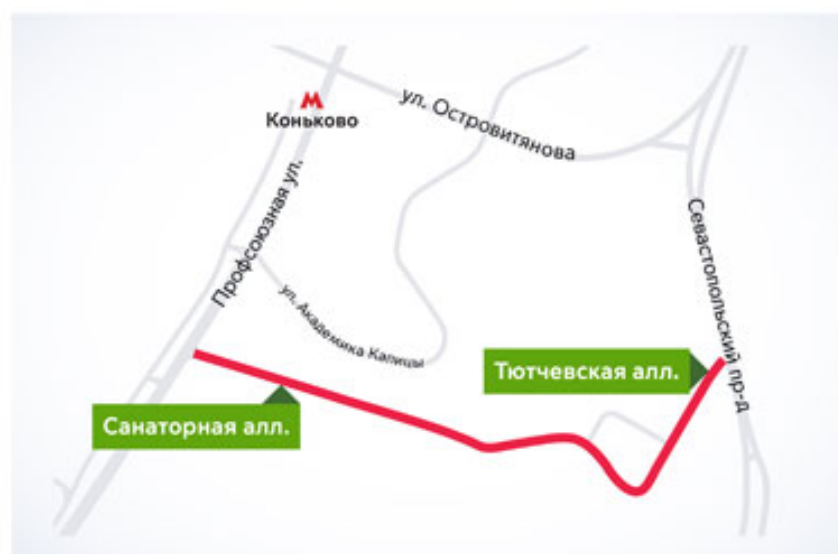 ул. Островитянова
М
Коньково
Профсоюзная ул.
Севастопольский пр-д
ул. Академика Капицы
Тютчевская алл.
Санаторная алл.